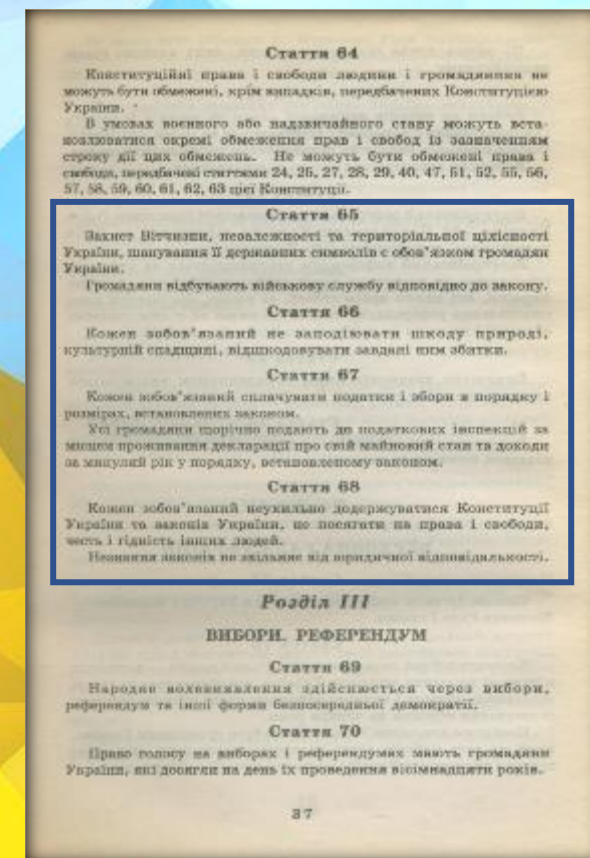 Стаття 64
Конституційні права і свободи людини і громадянина не
можуть бути обмежені, крім випадків, передбачених Конституцією
України.
В умовах воєнного або надзвичайного стану можуть вста-
новлюватися окремі обмеження прав і свобод із зазначенням
строку дії цих обмежень. Не можуть бути обмежені права і
свободи, передбачені статтями 24, 25, 27, 28, 29, 40, 47, 51, 52, 55, 56,
57, 58, 59, 60, 61, 62, 63 цієї Конституції.
Стаття 65
Захист Вітчизни, незалежності та територіальної цілісності
України, шанування її державних символів є обов'язком громадян
України.
Громадяни відбувають військову службу відповідно до закону.
Стаття 66
Кожен зобов'язаний не заподіювати шкоду природі,
культурній спадщині, відшкодовувати завдані ним збитки.
Стаття 67
Кожен зобов'язаний сплачувати податки і збори в порядку і
розмірах, встановлених законом.
Усі громадяни щорічно подають до податкових інспекцій за
місцем проживання декларації про свій майновий стан та доходи
за минулий рік у порядку, встановленому законом.
Стаття 68
Кожен зобов'язаний неухильно додержуватися Конституції
України та законів України, не посягати на права і свободи,
честь і гідність інших людей.
Незнання законів не звільняє від юридичної відповідальності.
Розділ III
ВИБОРИ. РЕФЕРЕНДУМ
Стаття 69
Народне волевиявлення здійснюється через вибори,
референдум та інші форми безпосередньої демократії.
Стаття 70
Право голосу на виборах і референдумах мають громадяни
України, які досягли на день їх проведення вісімнадцяти років.
37